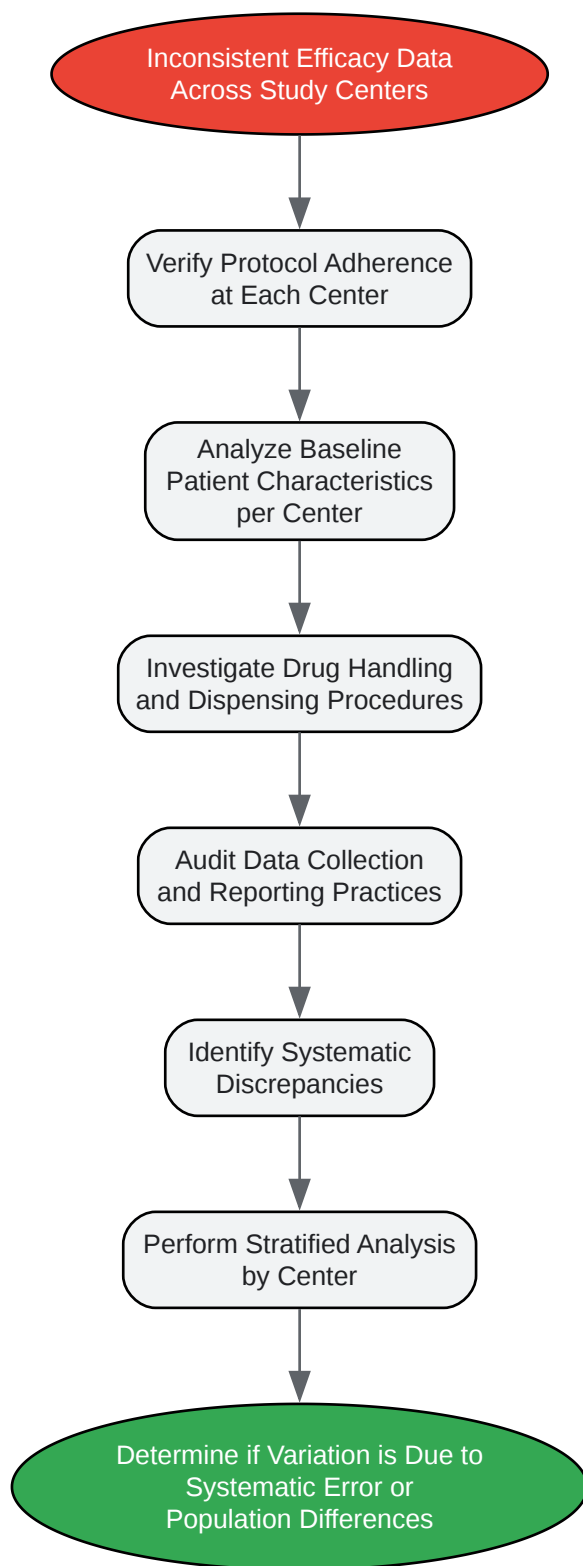 Inconsistent Efficacy Data
Across Study Centers
Verify Protocol Adherence
at Each Center
Analyze Baseline
Patient Characteristics
per Center
Investigate Drug Handling
and Dispensing Procedures
Audit Data Collection
and Reporting Practices
Identify Systematic
Discrepancies
Perform Stratified Analysis
by Center
Determine if Variation is Due to
Systematic Error or
Population Differences